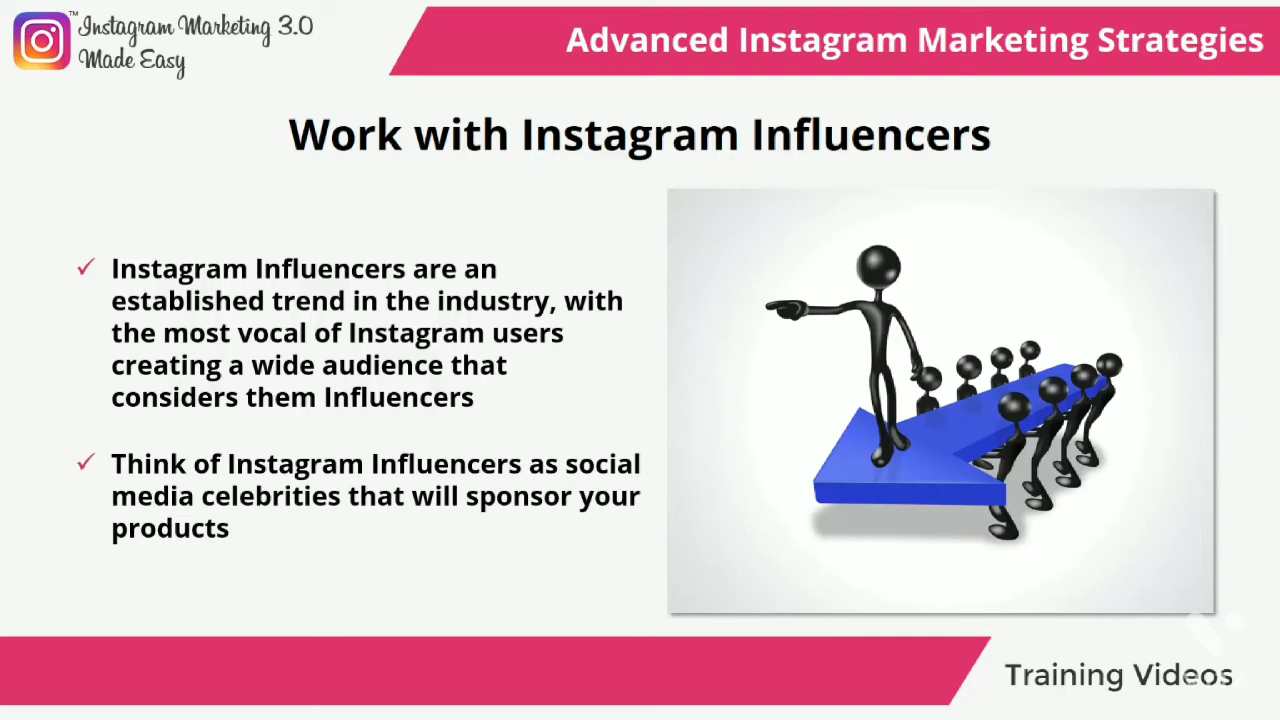 Instagram Marketing 3.0
Made Easy
TM
Advanced Instagram Marketing Strategies
Work with Instagram Influencers
✓ Instagram Influencers are an
established trend in the industry, with
the most vocal of Instagram users
creating a wide audience that
considers them Influencers
✓ Think of Instagram Influencers as social
media celebrities that will sponsor your
products
Training Videos